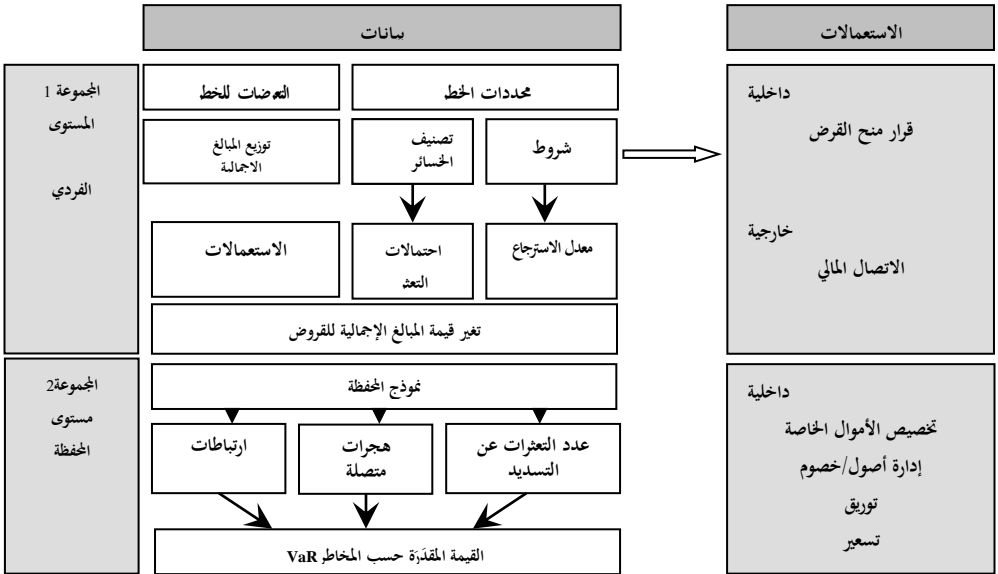 بيانات
الاستعمالات
المجموعة 1
المستوى
الفردي
محددات الخط
التعرضات للخط
شروط
تصنيف
الخسائر
توزيع المبالغ
الاجمالية
معدل الاسترجاع
احتمالات
التعثر
الاستعمالات
تغير قيمة المبالغ الإجمالية للقروض
داخلية
قرار منح القرض
خارجية
الاتصال المالي
المجموعة2
مستوى
المحفظة
نموذج المحفظة
عدد التعثرات عن
التسديد
هجرات
متصلة
ارتباطات
القيمة المقدَرَة حسب المخاطر VaR
داخلية
تخصيص الأموال الخاصة
إدارة أصول/خصوم
توريق
تسعير